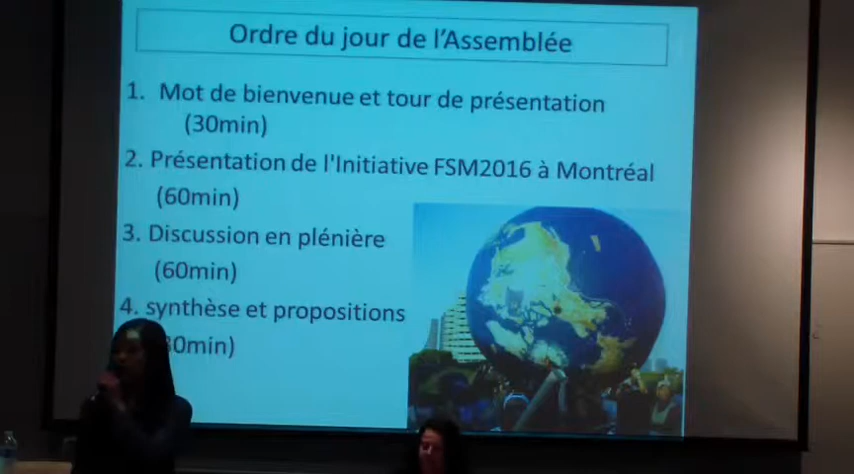 Ordre du jour de l'Assemblée
1. Mot de bienvenue et tour de présentation
(30min)
2. Présentation de l'Initiative FSM2016 à Montréal
(60min)
3. Discussion en plénière
(60min)
4. synthèse et propositions
0min)